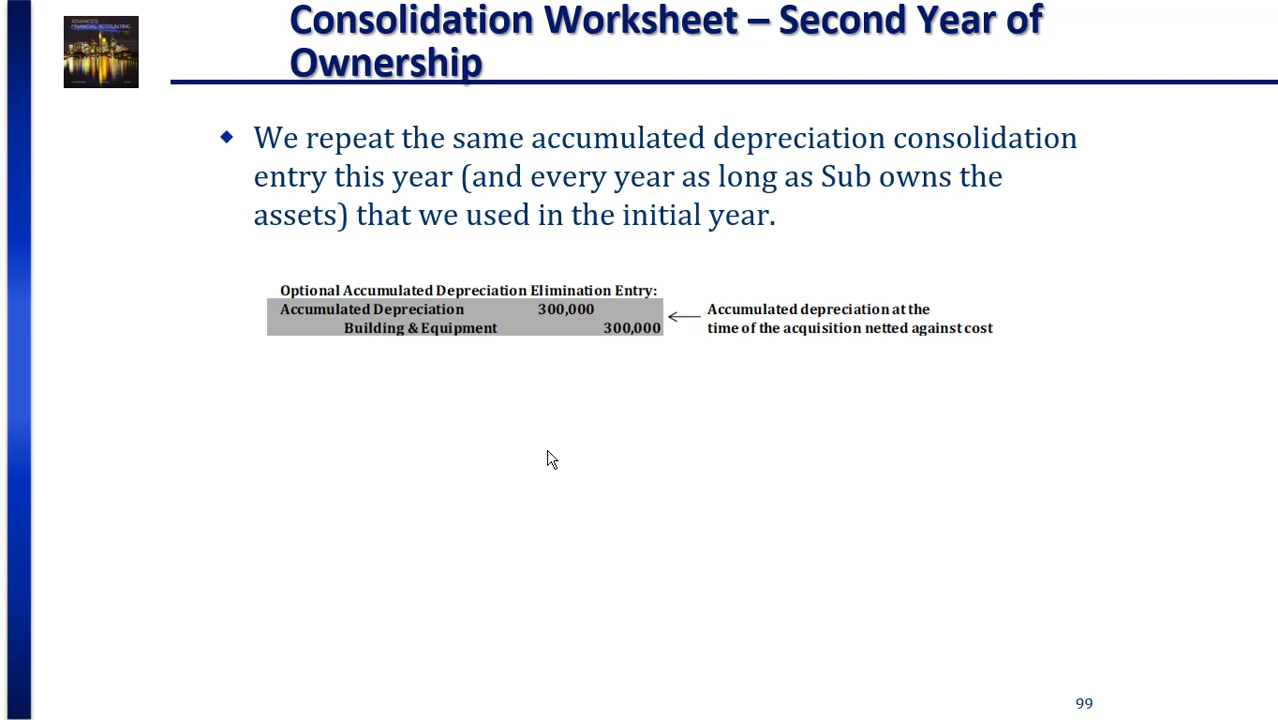 Consolidation Worksheet – Second Year of
Ownership
ADVANCED
FINANCIAL ACCOUNTING
We repeat the same accumulated depreciation consolidation
entry this year (and every year as long as Sub owns the
assets) that we used in the initial year.
Optional Accumulated Depreciation Elimination Entry:
Accumulated Depreciation 300,000
Building & Equipment 300,000
Accumulated depreciation at the
time of the acquisition netted against cost
99